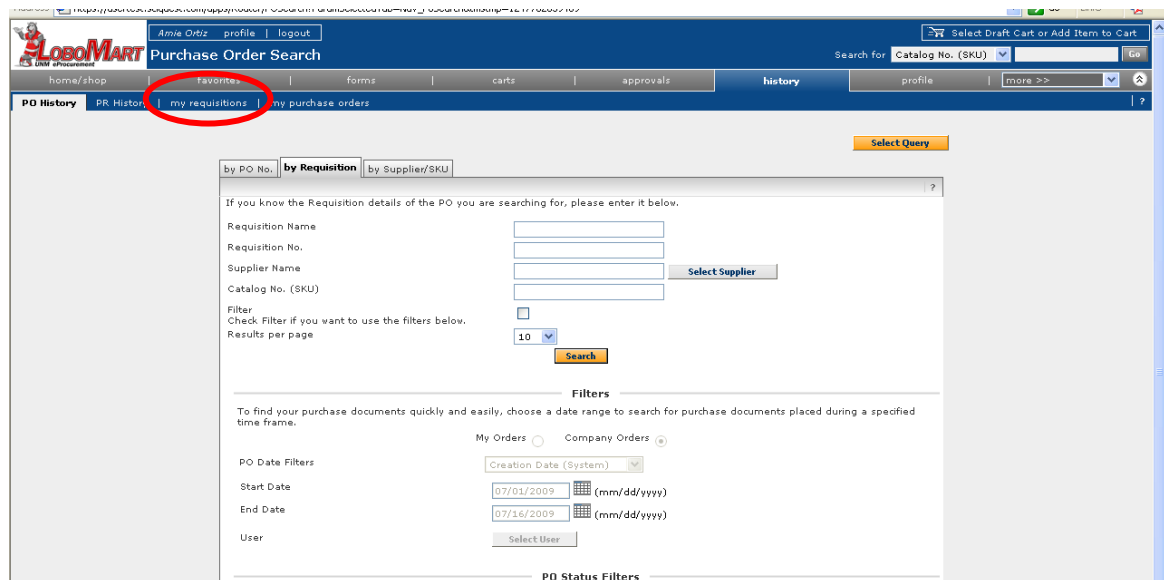 Amie Ortiz profile | logout
Select Draft Cart or Add Item to Cart
LOBOMART
UNM eProcurement
Purchase Order Search
Search for Catalog No. (SKU) Go
home/shop | favorites | forms | carts | approvals history profile | more >>
PO History PR History | my requisitions | my purchase orders | ?
Select Query
by PO No. by Requisition by Supplier/SKU
?
If you know the Requisition details of the PO you are searching for, please enter it below.
Requisition Name
Requisition No.
Supplier Name Select Supplier
Catalog No. (SKU)
Filter
Check Filter if you want to use the filters below.
Results per page 10
Search
Filters
To find your purchase documents quickly and easily, choose a date range to search for purchase documents placed during a specified
time frame.
My Orders Company Orders
PO Date Filters Creation Date (System)
Start Date 07/01/2009 (mm/dd/yyyy)
End Date 07/16/2009 (mm/dd/yyyy)
User Select User
PO Status Filters